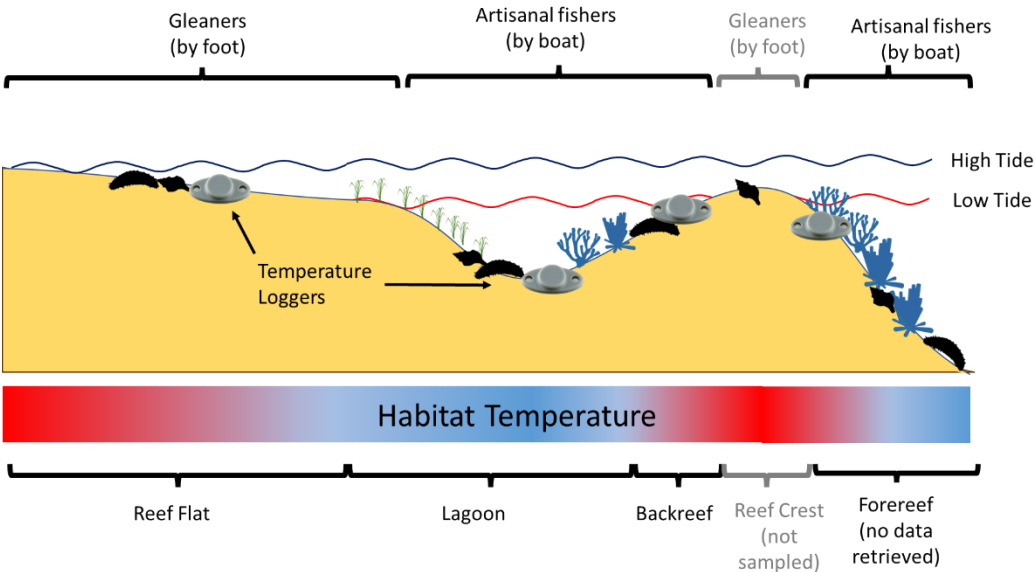 Gleaners
(by foot)
Artisanal fishers
(by boat)
Gleaners
(by foot)
Artisanal fishers
(by boat)
High Tide
Low Tide
Temperature
Loggers
Habitat Temperature
Reef Flat
Lagoon
Backreef
Reef Crest
(not
sampled)
Forereef
(no data
retrieved)